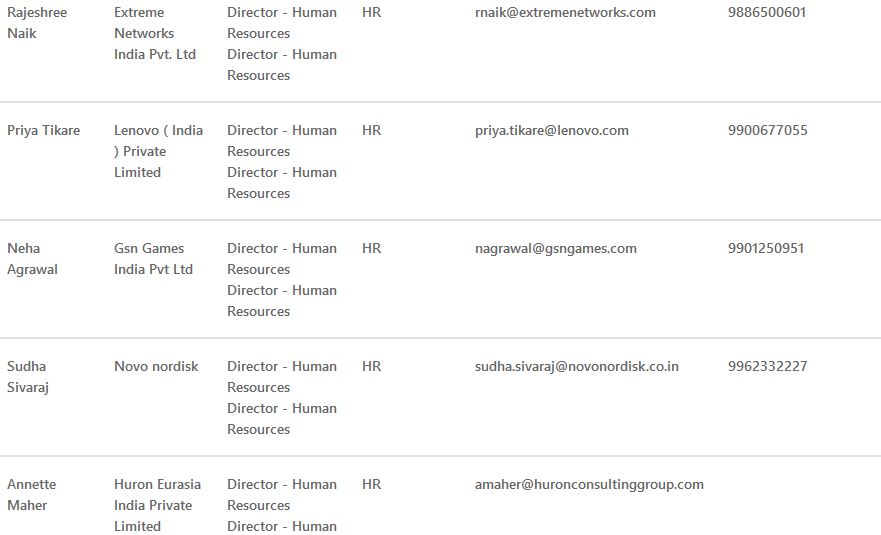 Rajeshree Extreme Director - Human HR rnaik@extremenetworks.com 9886500601
Naik Networks Resources
India Pvt. Ltd Director - Human
Resources
Priya Tikare Lenovo ( India Director - Human HR priya.tikare@lenovo.com 9900677055
) Private Resources
Limited Director - Human
Resources
Neha Gsn Games Director - Human HR nagrawal@gsngames.com 9901250951
Agrawal India Pvt Ltd Resources
Director - Human
Resources
Sudha Novo nordisk Director - Human HR sudha.sivaraj@novonordisk.co.in 9962332227
Sivaraj Resources
Director - Human
Resources
Annette Huron Eurasia Director - Human HR amaher@huronconsultinggroup.com
Maher India Private Resources
Limited Director - Human